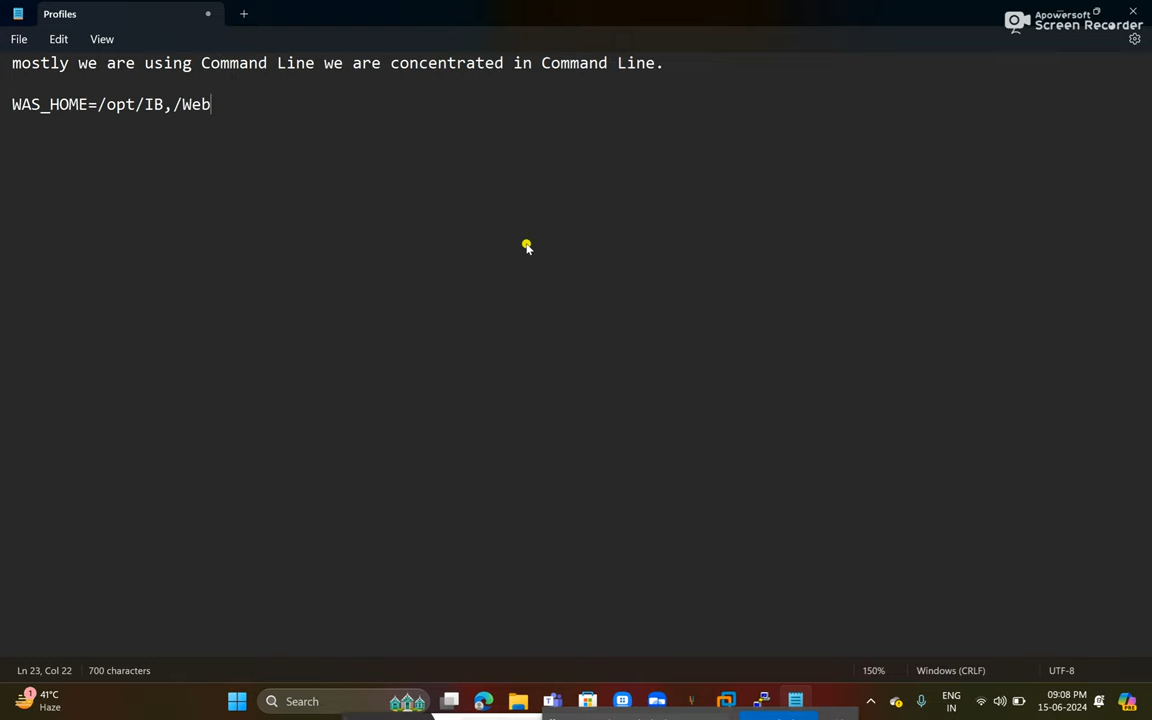 Profiles
Apowersoft
Screen Recorder
File Edit View
mostly we are using Command Line we are concentrated in Command Line.
WAS_HOME=/opt/IB,/Web
Ln 23, Col 22 700 characters 150% Windows (CRLF) UTF-8
1 41°C
Haze
Search
ENG
IN
09:08 PM
15-06-2024
PRE